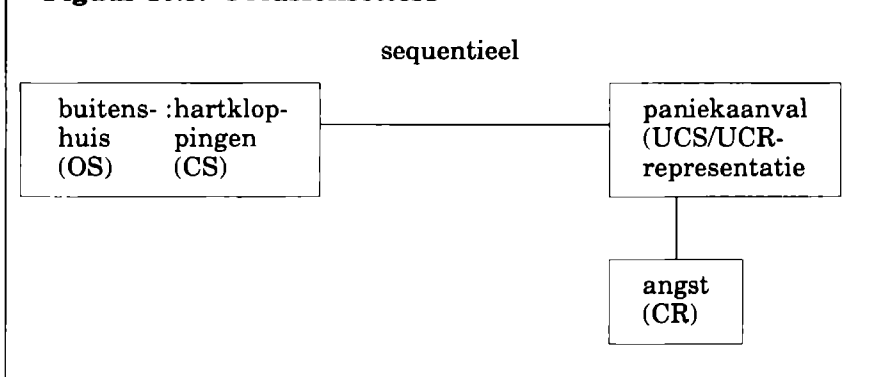 sequentieel
buitens- :hartklop-
huis pingen
(OS) (CS)
paniekaanval
(UCS/UCR-
representatie
angst
(CR)